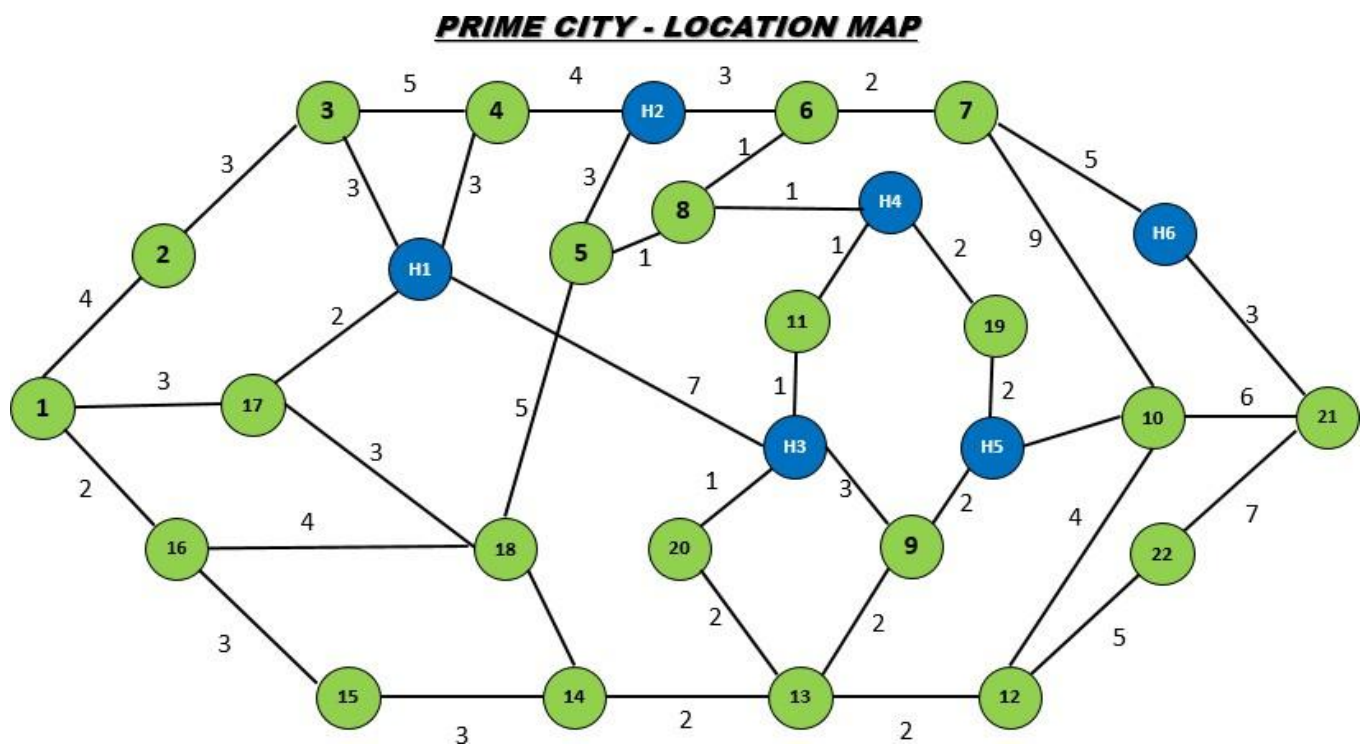 PRIME CITY - LOCATION MAP
5 4 3 2
3 4 H2 6 7
1
5
3 3 3 3 1 H4
8
H6
2 5 1 1 2 9
H1
4 2 11 19 3
3 7 1 2
1 17 5 6
H3 H5 10 21
3
2 1 3 2 4 7
4
16 18 20 9 22
3 2 2 5
15 14 13 12
3 2 2